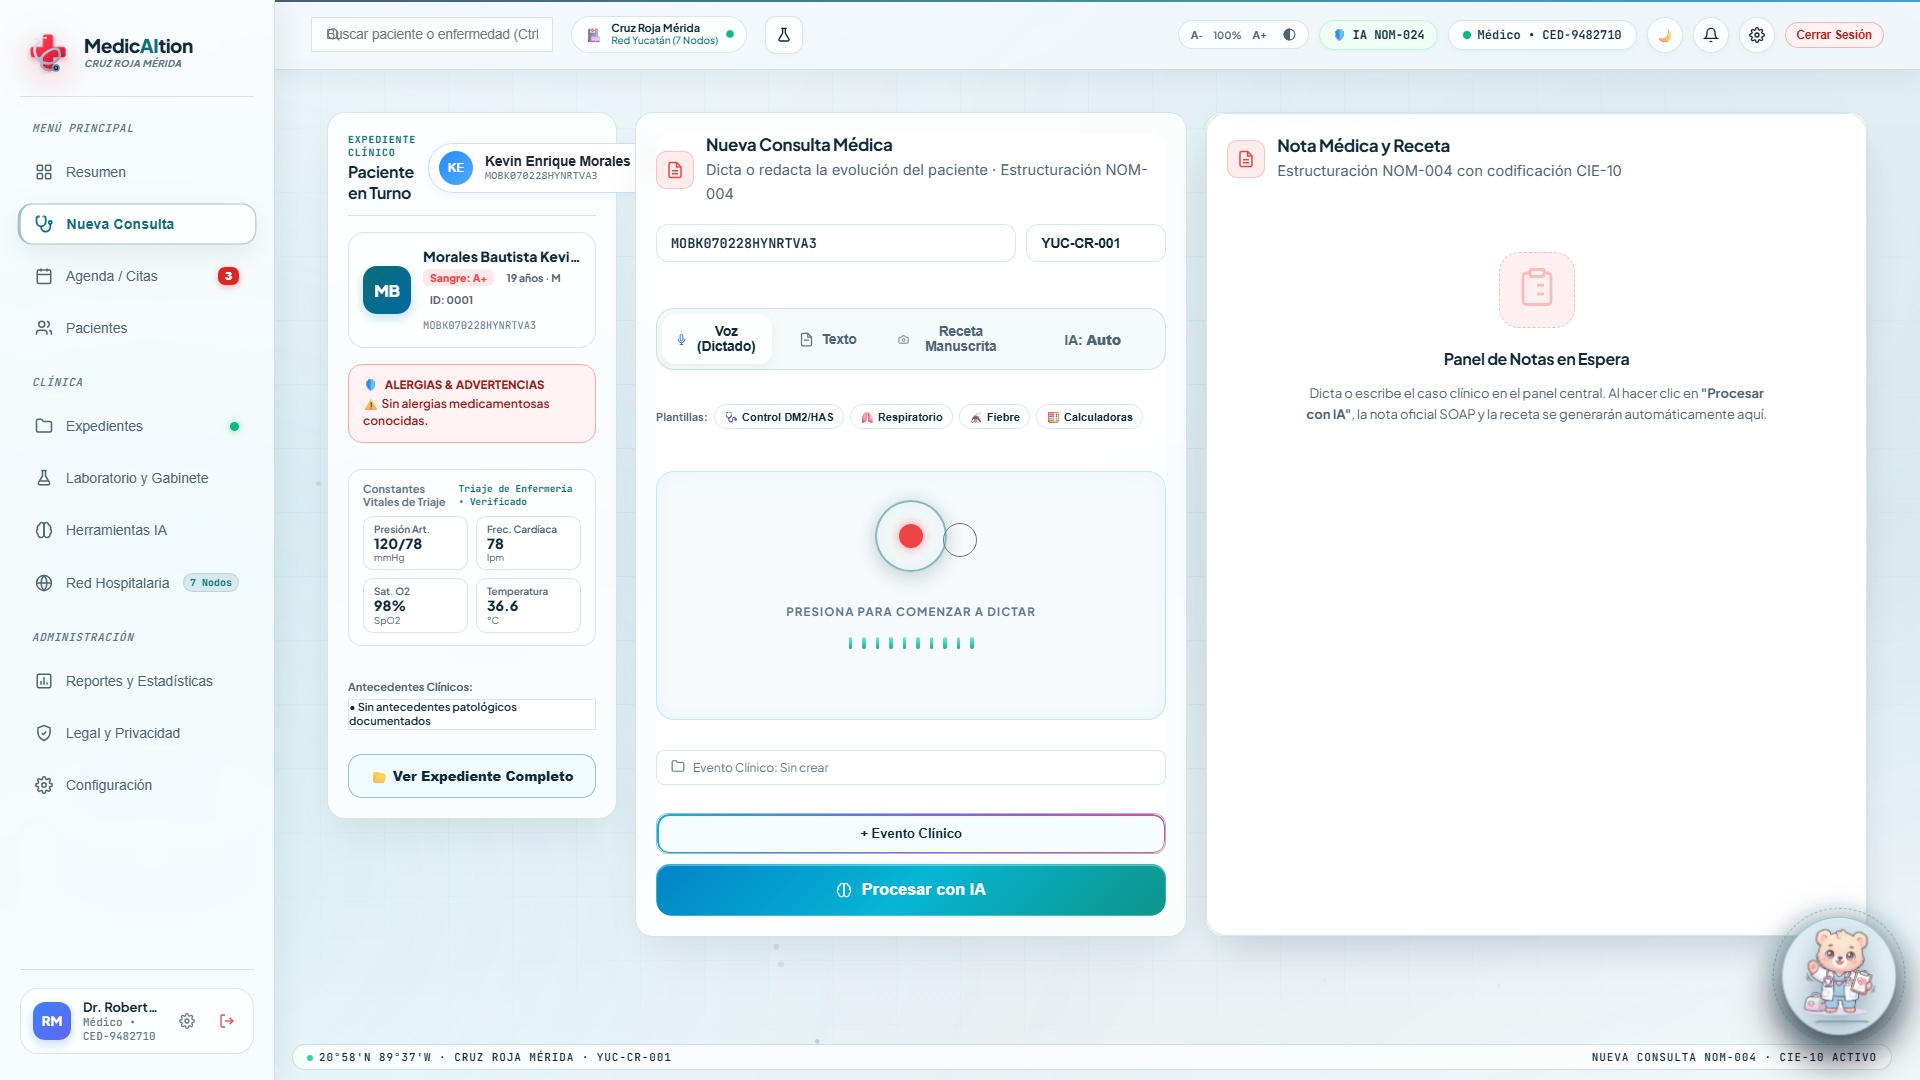 MedicAItion
CRUZ ROJA MÉRIDA
MENÚ PRINCIPAL
Resumen
Nueva Consulta
Agenda / Citas
3
Pacientes
CLÍNICA
Expedientes
Laboratorio y Gabinete
Herramientas IA
Red Hospitalaria
7 Nodos
ADMINISTRACIÓN
Reportes y Estadísticas
Legal y Privacidad
Configuración
RM
Dr. Robert...
Médico •
CED-9482710
Buscar paciente o enfermedad (Ctrl
Cruz Roja Mérida
Red Yucatán (7 Nodos)
A-
100%
A+
IA NOM-024
Médico • CED-9482710
Cerrar Sesión
EXPEDIENTE
CLÍNICO
Paciente
en Turno
KE
Kevin Enrique Morales
MOBK070228HYNRTVA3
MB
Morales Bautista Kevi...
Sangre: A+
19 años · M
ID: 0001
MOBK070228HYNRTVA3
ALERGIAS & ADVERTENCIAS
Sin alergias medicamentosas
conocidas.
Constantes
Vitales de Triaje
Triaje de Enfermería
• Verificado
Presión Art.
120/78
mmHg
Frec. Cardíaca
78
lpm
Sat. O2
98%
SpO2
Temperatura
36.6
°C
Antecedentes Clínicos:
• Sin antecedentes patológicos
documentados
Ver Expediente Completo
Nueva Consulta Médica
Dicta o redacta la evolución del paciente · Estructuración NOM-
004
MOBK070228HYNRTVA3
YUC-CR-001
Voz
(Dictado)
Texto
Receta
Manuscrita
IA: Auto
Plantillas:
Control DM2/HAS
Respiratorio
Fiebre
Calculadoras
PRESIONA PARA COMENZAR A DICTAR
Evento Clínico: Sin crear
+ Evento Clínico
Procesar con IA
Nota Médica y Receta
Estructuración NOM-004 con codificación CIE-10
Panel de Notas en Espera
Dicta o escribe el caso clínico en el panel central. Al hacer clic en "Procesar
con IA", la nota oficial SOAP y la receta se generarán automáticamente aquí.
20°58'N 89°37'W · CRUZ ROJA MÉRIDA · YUC-CR-001
NUEVA CONSULTA NOM-004 · CIE-10 ACTIVO